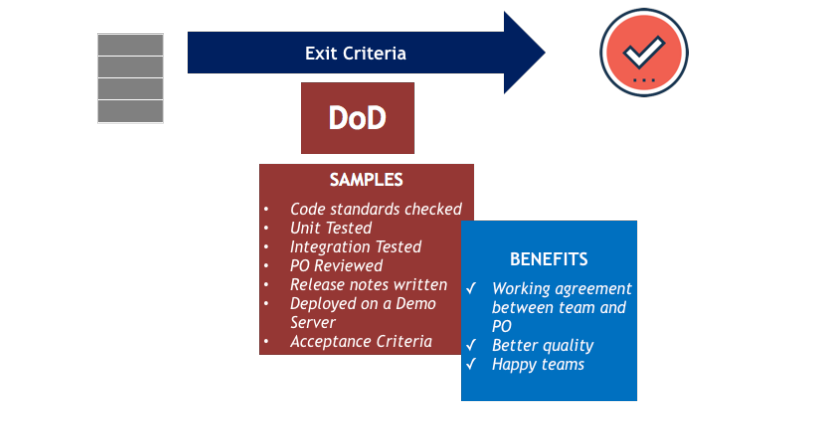 Exit Criteria
DoD
SAMPLES
• Code standards checked
• Unit Tested
• Integration Tested
• PO Reviewed
• Release notes written
• Deployed on a Demo
Server
• Acceptance Criteria
BENEFITS
✓ Working agreement
between team and
PO
✓ Better quality
✓ Happy teams